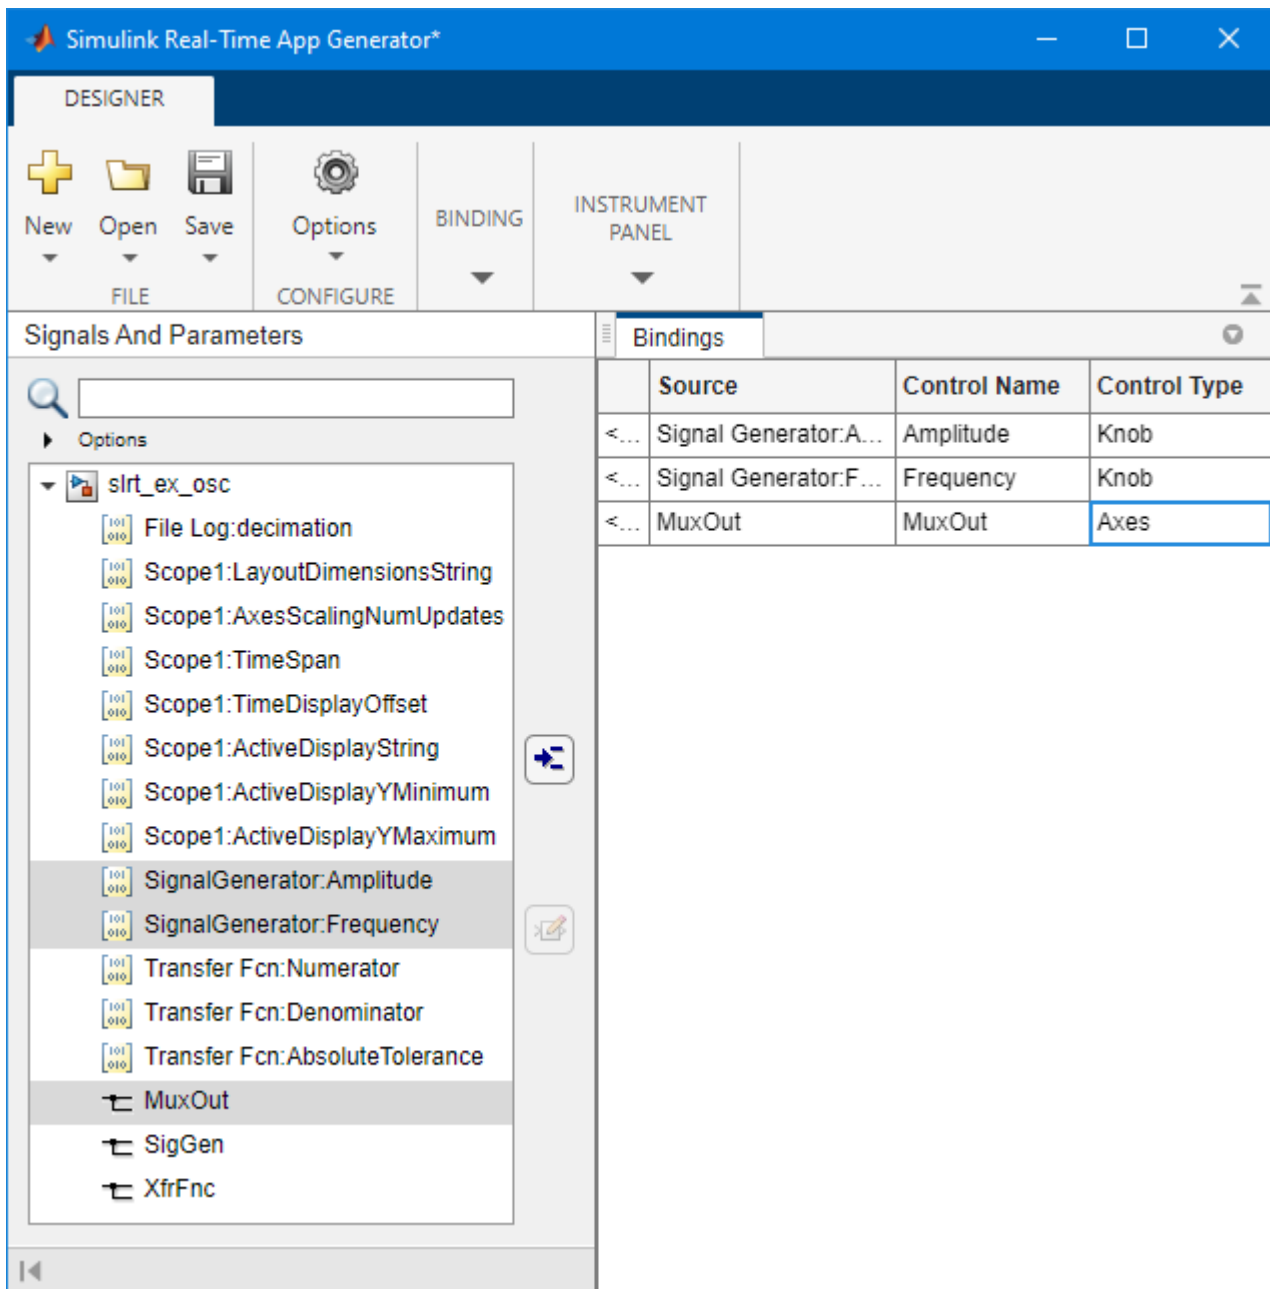 Simulink Real-Time App Generator*
DESIGNER
New
Open
Save
Options
BINDING
INSTRUMENT
PANEL
FILE
CONFIGURE
Signals And Parameters
Options
slrt_ex_osc
File Log:decimation
Scope1:LayoutDimensionsString
Scope1:AxesScalingNumUpdates
Scope1:TimeSpan
Scope1:TimeDisplayOffset
Scope1:ActiveDisplayString
Scope1:ActiveDisplayYMinimum
Scope1:ActiveDisplayYMaximum
SignalGenerator:Amplitude
SignalGenerator:Frequency
Transfer Fcn:Numerator
Transfer Fcn:Denominator
Transfer Fcn:AbsoluteTolerance
MuxOut
SigGen
XfrFnc
Bindings
Source Control Name Control Type
<... Signal Generator:A... Amplitude Knob
<... Signal Generator:F... Frequency Knob
<... MuxOut MuxOut Axes